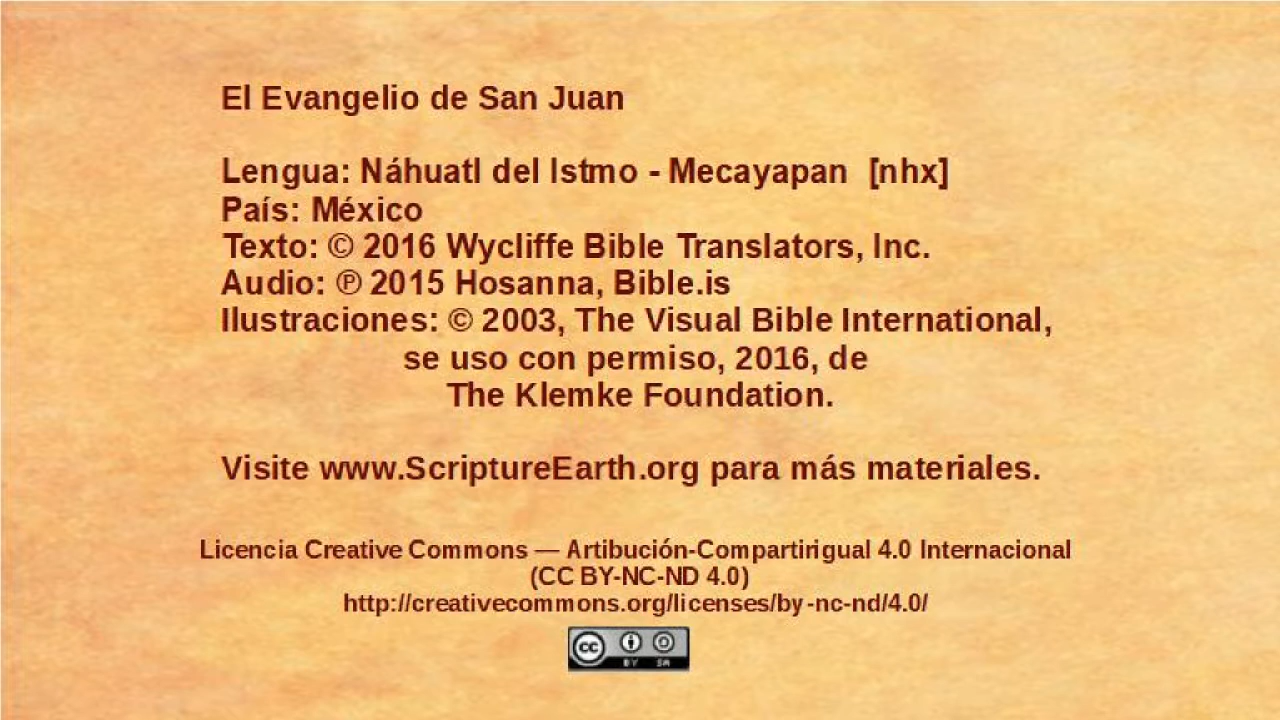 El Evangelio de San Juan
Lengua: Náhuatl del Istmo - Mecayapan [nhx]
País: México
Texto: © 2016 Wycliffe Bible Translators, Inc.
Audio: ℗ 2015 Hosanna, Bible.is
Ilustraciones: © 2003, The Visual Bible International,
se uso con permiso, 2016, de
The Klemke Foundation.
Visite www.ScriptureEarth.org para más materiales.
Licencia Creative Commons — Artibución-Compartirigual 4.0 Internacional
(CC BY-NC-ND 4.0)
http://creativecommons.org/licenses/by-nc-nd/4.0/
cc BY SA